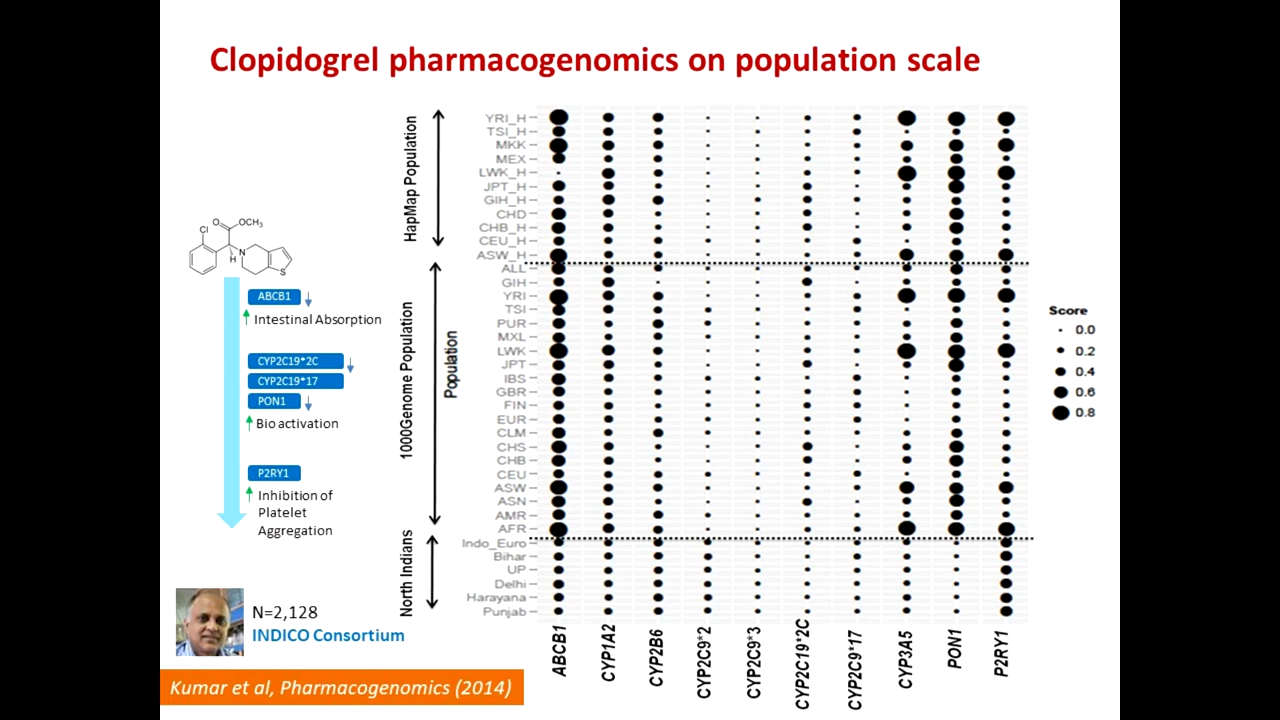 Clopidogrel pharmacogenomics on population scale
O
OCH₃
Cl
N
H
S
ABCB1
Intestinal Absorption
CYP2C19*2C
CYP2C19*17
PON1
Bio activation
P2RY1
Inhibition of
Platelet
Aggregation
N=2,128
INDICO Consortium
Kumar et al, Pharmacogenomics (2014)
HapMap Population
1000Genome Population
North Indians
Population
YRI_H
TSI_H
MKK
MEX
LWK_H
JPT_H
GIH_H
CHD
CHB_H
CEU_H
ASW_H
ALL
GIH
YRI
TSI
PUR
MXL
LWK
JPT
IBS
GBR
FIN
EUR
CLM
CHS
CHB
CEU
ASW
ASN
AMR
AFR
Indo_Euro
Bihar
UP
Delhi
Harayana
Punjab
ABCB1
CYP1A2
CYP2B6
CYP2C9*2
CYP2C9*3
CYP2C19*2C
CYP2C9*17
CYP3A5
PON1
P2RY1
Score
0.0
0.2
0.4
0.6
0.8